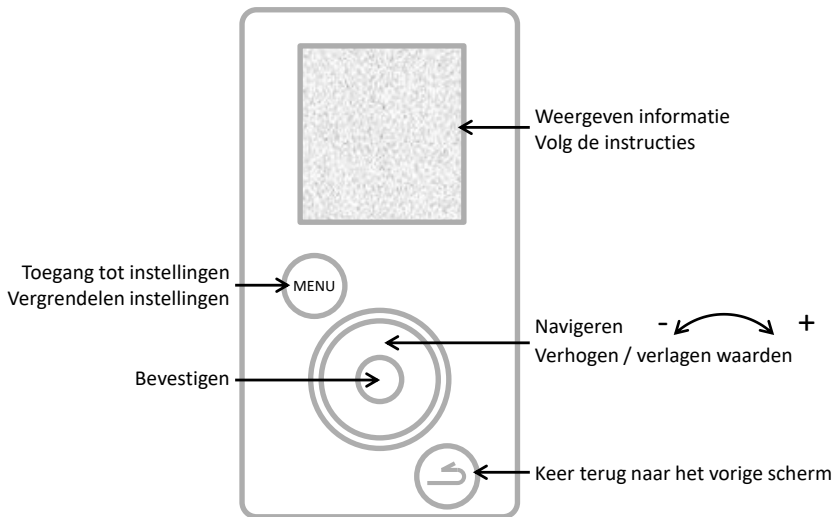 Weergeven informatie
Volg de instructies
Toegang tot instellingen
Vergrendelen instellingen
MENU
Navigeren - +
Verhogen / verlagen waarden
Bevestigen
Keer terug naar het vorige scherm